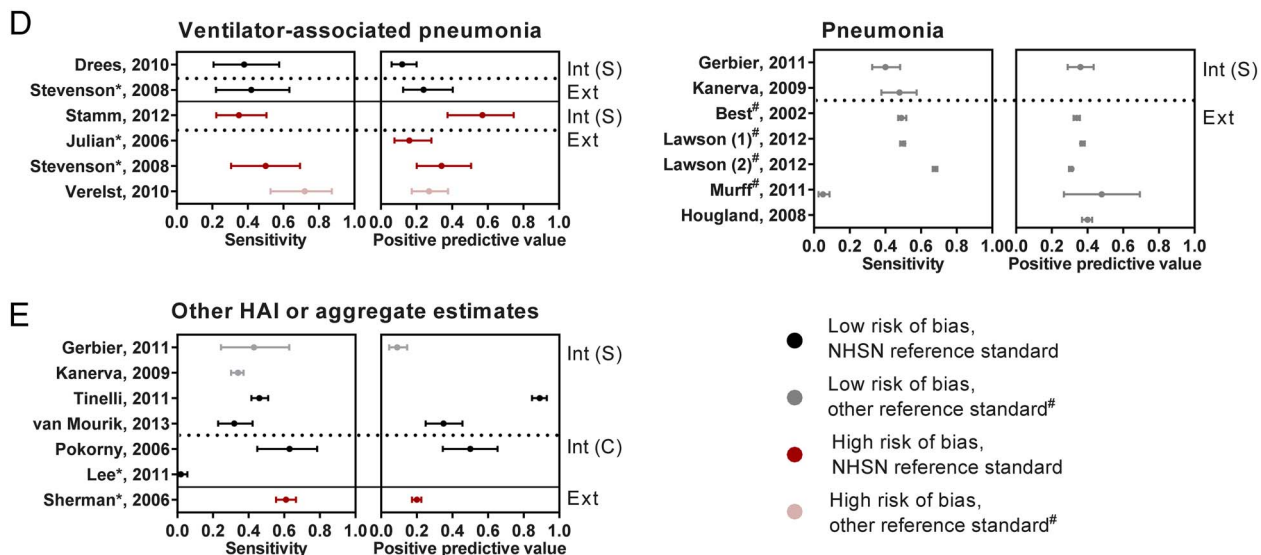 D
Ventilator-associated pneumonia
Drees, 2010
Int (S)
Stevenson*, 2008
Ext
Stamm, 2012
Int (S)
Julian*, 2006
Ext
Stevenson*, 2008
Verelst, 2010
0.0 0.2 0.4 0.6 0.8 1.0
0.0 0.2 0.4 0.6 0.8 1.0
Sensitivity
Positive predictive value
Pneumonia
Gerbier, 2011
Int (S)
Kanerva, 2009
Best#, 2002
Ext
Lawson (1)#, 2012
Lawson (2)#, 2012
Murff#, 2011
Hougland, 2008
0.0 0.2 0.4 0.6 0.8 1.0
0.0 0.2 0.4 0.6 0.8 1.0
Sensitivity
Positive predictive value
E
Other HAI or aggregate estimates
Gerbier, 2011
Int (S)
Kanerva, 2009
Tinelli, 2011
van Mourik, 2013
Pokorny, 2006
Int (C)
Lee*, 2011
Sherman*, 2006
Ext
0.0 0.2 0.4 0.6 0.8 1.0
0.0 0.2 0.4 0.6 0.8 1.0
Sensitivity
Positive predictive value
Low risk of bias,
NHSN reference standard
Low risk of bias,
other reference standard#
High risk of bias,
NHSN reference standard
High risk of bias,
other reference standard#